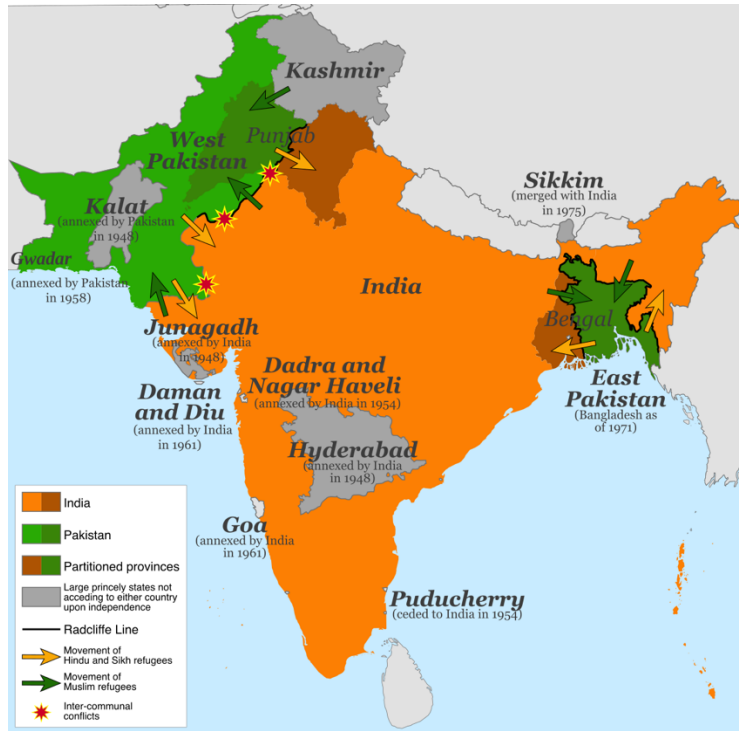 Kashmir
Punjab
West
Pakistan
Sikkim
(merged with India
in 1975)
Kalat
(annexed by Pakistan
in 1948)
Gwadar
(annexed by Pakistan
in 1958)
India
Bengal
Junagadh
(annexed by India
in 1948)
Dadra and
Nagar Haveli
(annexed by India in 1954)
Daman
and Diu
(annexed by India
in 1961)
East
Pakistan
(Bangladesh as
of 1971)
Hyderabad
(annexed by India
in 1948)
Goa
(annexed by India
in 1961)
Puducherry
(ceded to India in 1954)
India
Pakistan
Partitioned provinces
Large princely states not
acceding to either country
upon independence
Radcliffe Line
Movement of
Hindu and Sikh refugees
Movement of
Muslim refugees
Inter-communal
conflicts